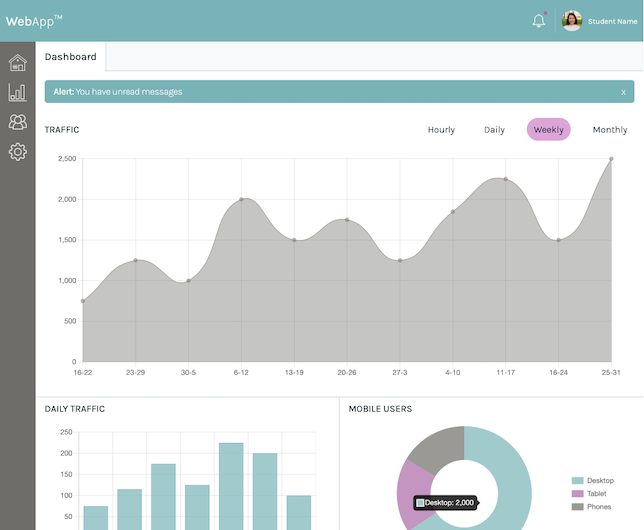 WebApp™
Student Name
Dashboard
Alert: You have unread messages x
TRAFFIC
Hourly Daily Weekly Monthly
2,500
2,000
1,500
1,000
500
0
16-22 23-29 30-5 6-12 13-19 20-26 27-3 4-10 11-17 16-24 25-31
DAILY TRAFFIC
250
200
150
100
50
MOBILE USERS
Desktop: 2,000
Desktop
Tablet
Phones